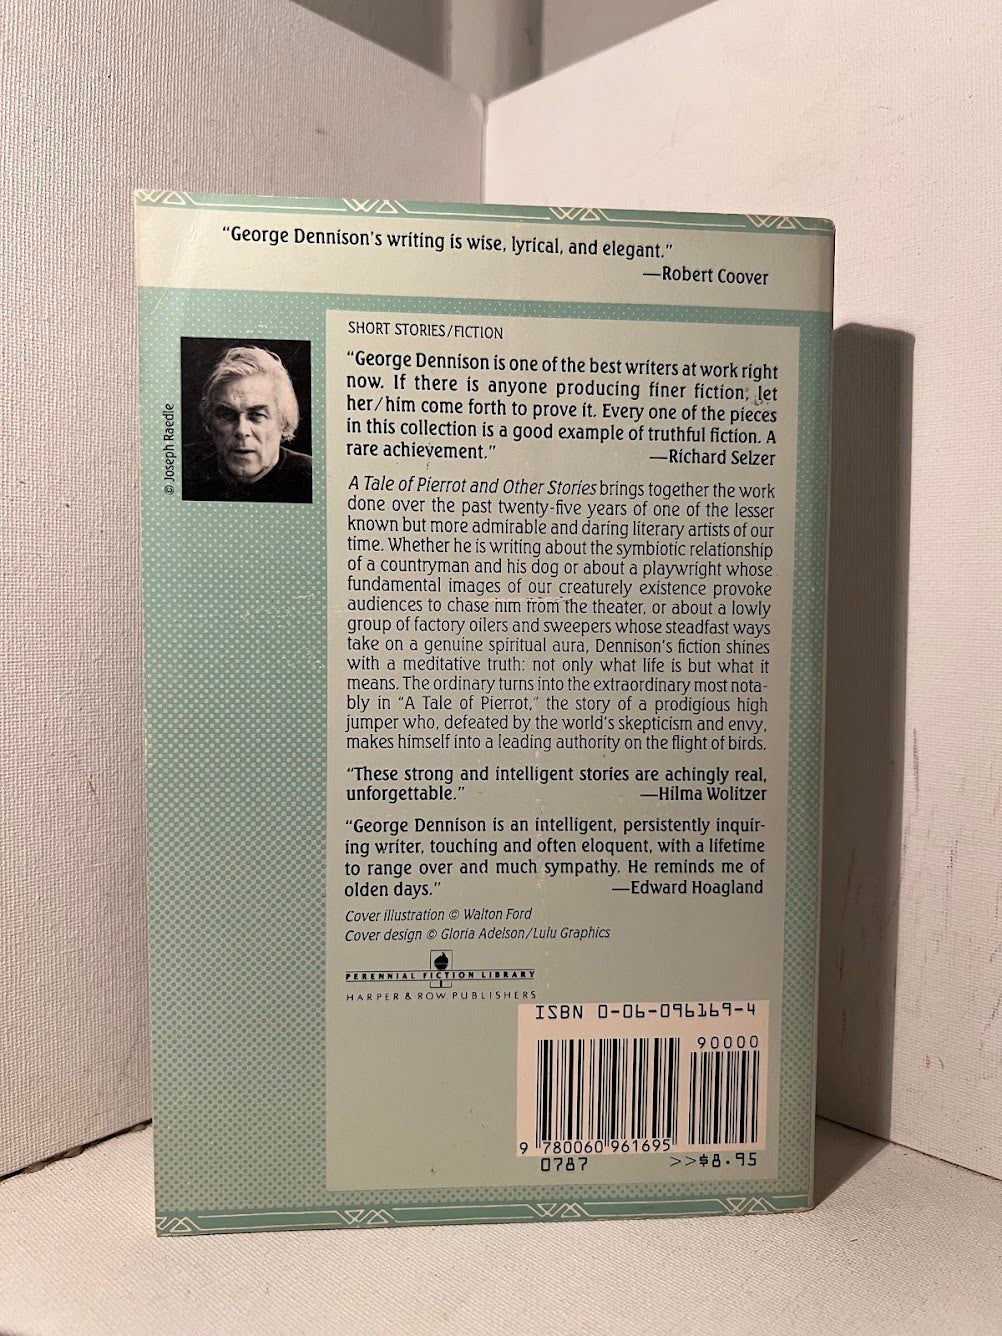 “George Dennison’s writing is wise, lyrical, and elegant.”
—Robert Coover
SHORT STORIES/FICTION
© Joseph Raedle
“George Dennison is one of the best writers at work right
now. If there is anyone producing finer fiction, let
her/him come forth to prove it. Every one of the pieces
in this collection is a good example of truthful fiction. A
rare achievement.” —Richard Selzer
A Tale of Pierrot and Other Stories brings together the work
done over the past twenty-five years of one of the lesser
known but more admirable and daring literary artists of our
time. Whether he is writing about the symbiotic relationship
of a countryman and his dog or about a playwright whose
fundamental images of our creaturely existence provoke
audiences to chase him from the theater, or about a lowly
group of factory oilers and sweepers whose steadfast ways
take on a genuine spiritual aura, Dennison’s fiction shines
with a meditative truth: not only what life is but what it
means. The ordinary turns into the extraordinary most nota-
bly in “A Tale of Pierrot,” the story of a prodigious high
jumper who, defeated by the world’s skepticism and envy,
makes himself into a leading authority on the flight of birds.
“These strong and intelligent stories are achingly real,
unforgettable.” —Hilma Wolitzer
“George Dennison is an intelligent, persistently inquir-
ing writer, touching and often eloquent, with a lifetime
to range over and much sympathy. He reminds me of
olden days.” —Edward Hoagland
Cover illustration © Walton Ford
Cover design © Gloria Adelson/Lulu Graphics
PERENNIAL FICTION LIBRARY
HARPER & ROW PUBLISHERS
ISBN 0-06-096169-4
90000
9 780060 961695
0787 >>$8.95